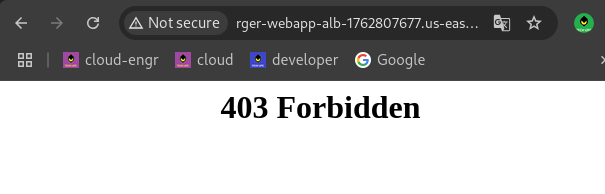 Not secure rger-webapp-alb-1762807677.us-eas…
cloud-engr cloud developer Google
403 Forbidden